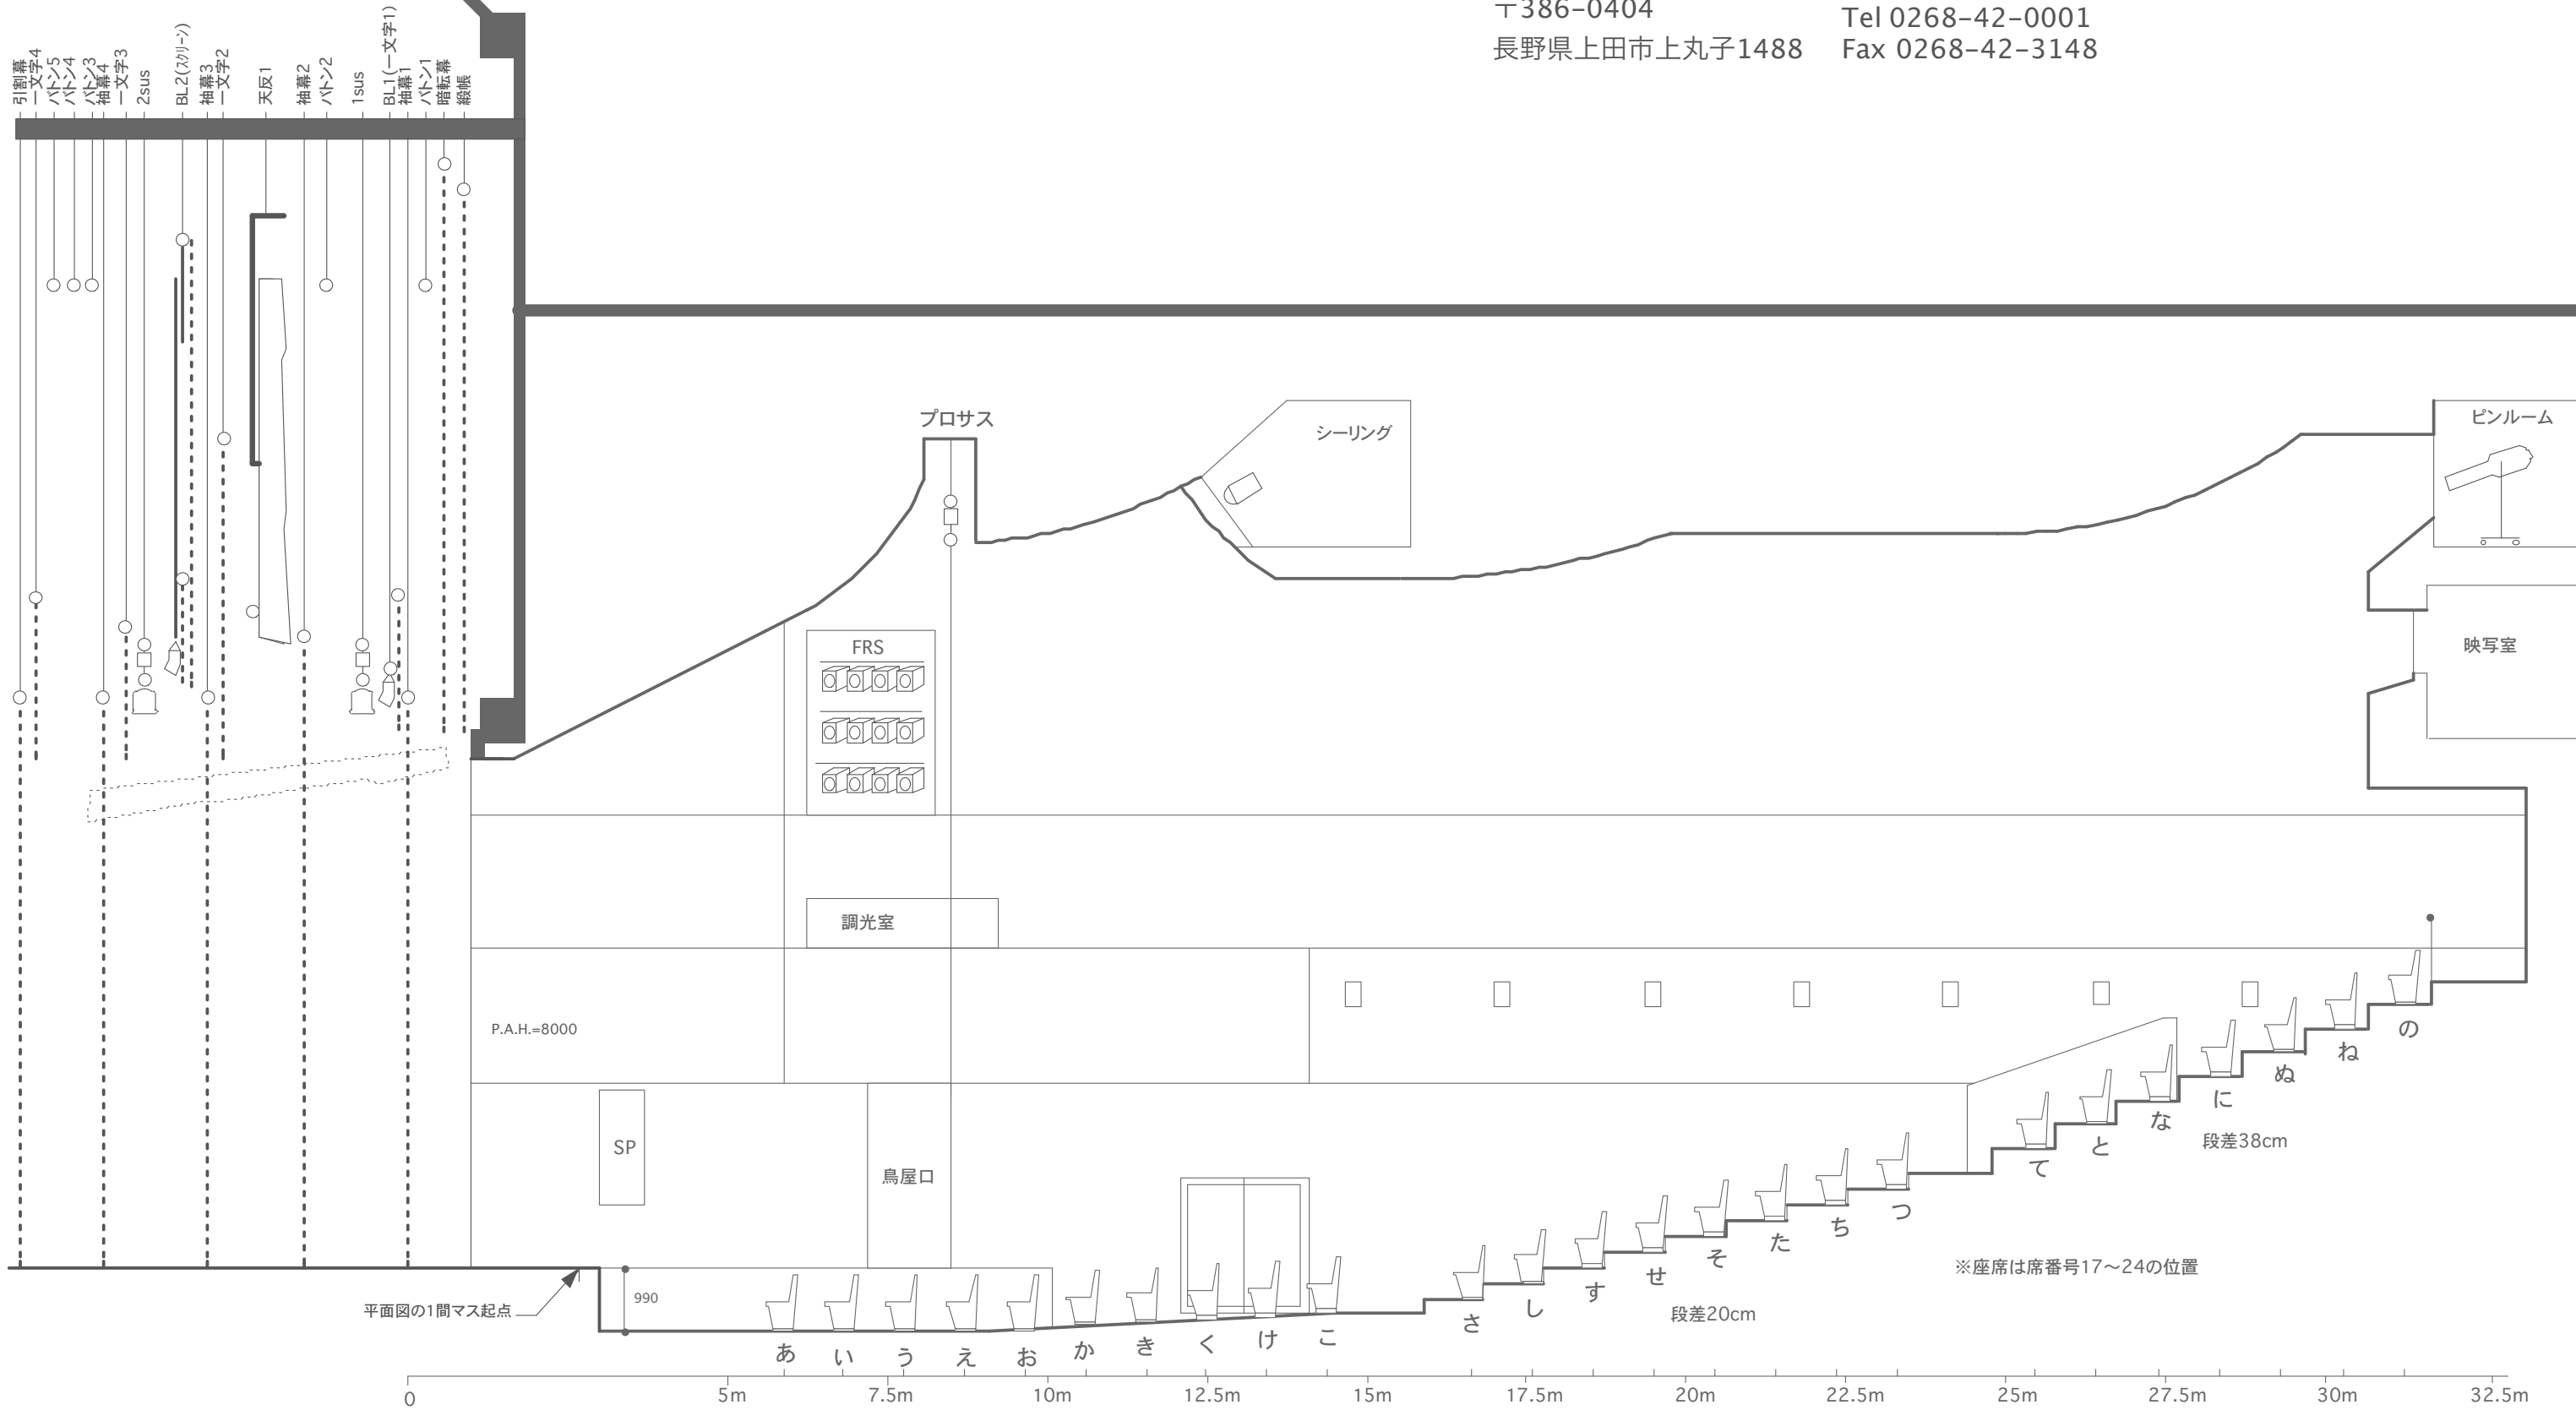 〒386-0404
長野県上田市上丸子1488
Tel 0268-42-0001
Fax 0268-42-3148
引割幕
一文字4
バトン5
バトン4
バトン3
袖幕4
一文字3
2sus
BL2(スクリーン)
袖幕3
一文字2
天反1
袖幕2
バトン2
1sus
BL1(一文字1)
袖幕1
バトン1
暗転幕
緞帳
プロサス
シーリング
ピンルーム
FRS
映写室
調光室
P.A.H.=8000
SP
鳥屋口
平面図の1間マス起点
990
あ
い
う
え
お
か
き
く
け
こ
さ
し
す
せ
そ
た
ち
つ
て
と
な
に
ぬ
ね
の
段差38cm
※座席は席番号17〜24の位置
段差20cm
0
5m
7.5m
10m
12.5m
15m
17.5m
20m
22.5m
25m
27.5m
30m
32.5m